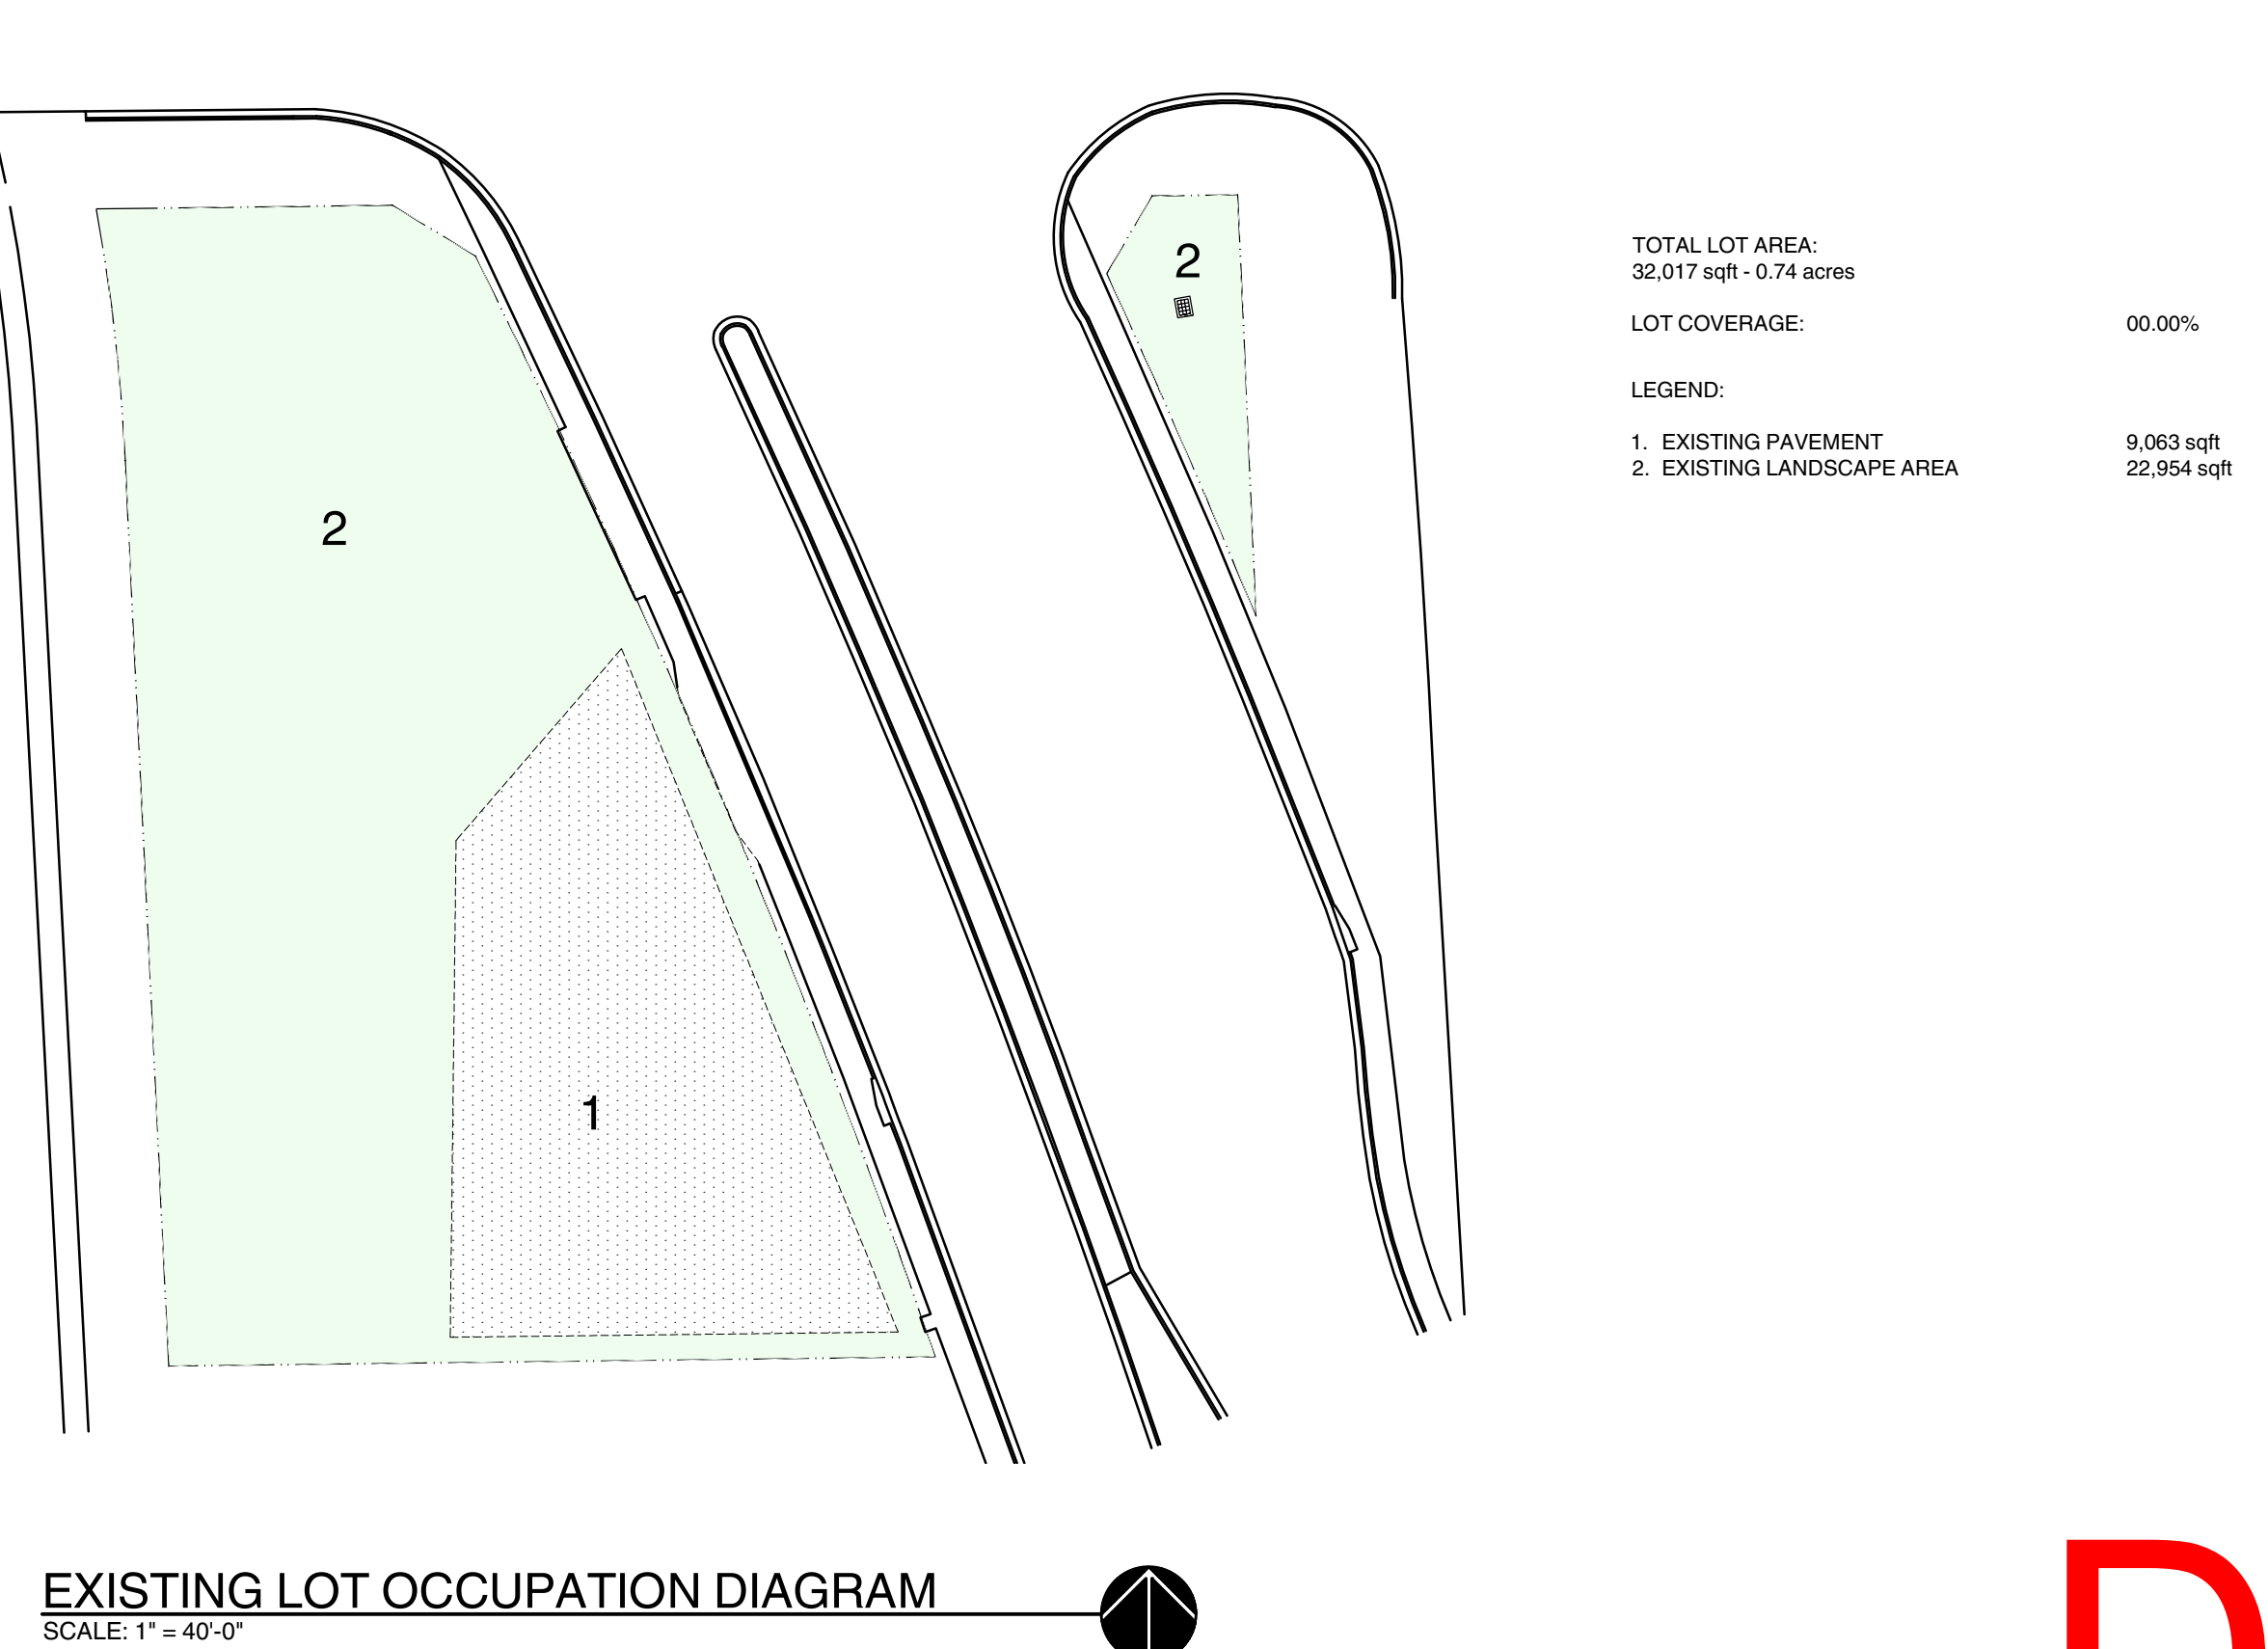 2
2
1
TOTAL LOT AREA:
32,017 sqft - 0.74 acres
LOT COVERAGE: 00.00%
LEGEND:
1. EXISTING PAVEMENT 9,063 sqft
2. EXISTING LANDSCAPE AREA 22,954 sqft
EXISTING LOT OCCUPATION DIAGRAM
SCALE: 1" = 40'-0"